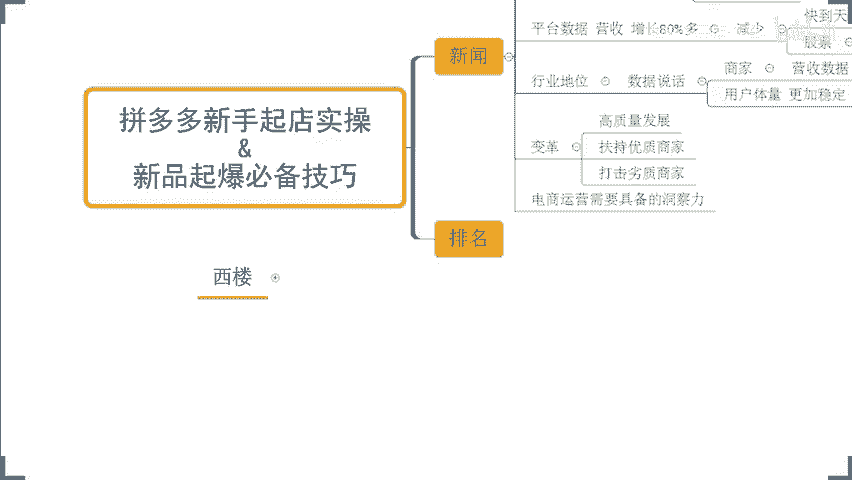 拼多多新手起店实操
&
新品起爆必备技巧
西楼
新闻
平台数据 营收 增长80%多
减少
快到天
股票
行业地位
数据说话
商家
营收数据
用户体量 更加稳定
变革
高质量发展
扶持优质商家
打击劣质商家
电商运营需要具备的洞察力
排名